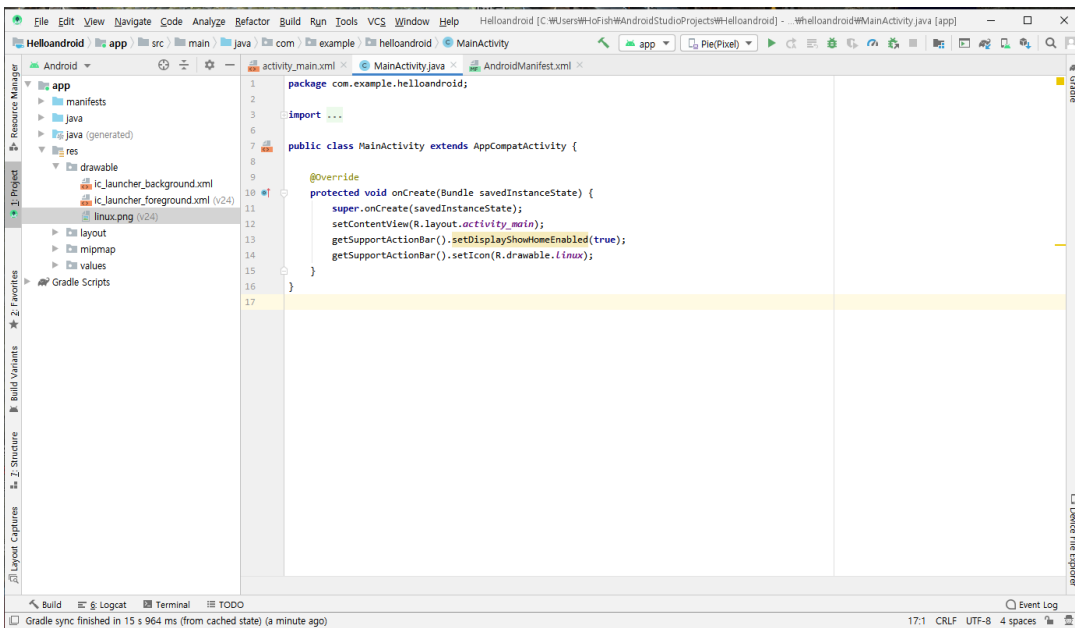 File Edit View Navigate Code Analyze Refactor Build Run Tools VCS Window Help Helloandroid [C:₩Users₩HoFish₩AndroidStudioProjects₩Helloandroid] - ...₩helloandroid₩MainActivity.java [app]
Helloandroid app src main java com example helloandroid MainActivity app Pie(Pixel)
Android
activity_main.xml MainActivity.java AndroidManifest.xml
Resource Manager
1: Project
2: Favorites
Build Variants
7: Structure
Layout Captures
app
manifests
java
java (generated)
res
drawable
ic_launcher_background.xml
ic_launcher_foreground.xml (v24)
linux.png (v24)
layout
mipmap
values
Gradle Scripts
1 package com.example.helloandroid;
2
3 import ...
6
7 public class MainActivity extends AppCompatActivity {
8
9 @Override
10 protected void onCreate(Bundle savedInstanceState) {
11 super.onCreate(savedInstanceState);
12 setContentView(R.layout.activity_main);
13 getSupportActionBar().setDisplayShowHomeEnabled(true);
14 getSupportActionBar().setIcon(R.drawable.linux);
15 }
16 }
17
Gradle
Device File Explorer
Build 6: Logcat Terminal TODO Event Log
Gradle sync finished in 15 s 964 ms (from cached state) (a minute ago) 17:1 CRLF UTF-8 4 spaces